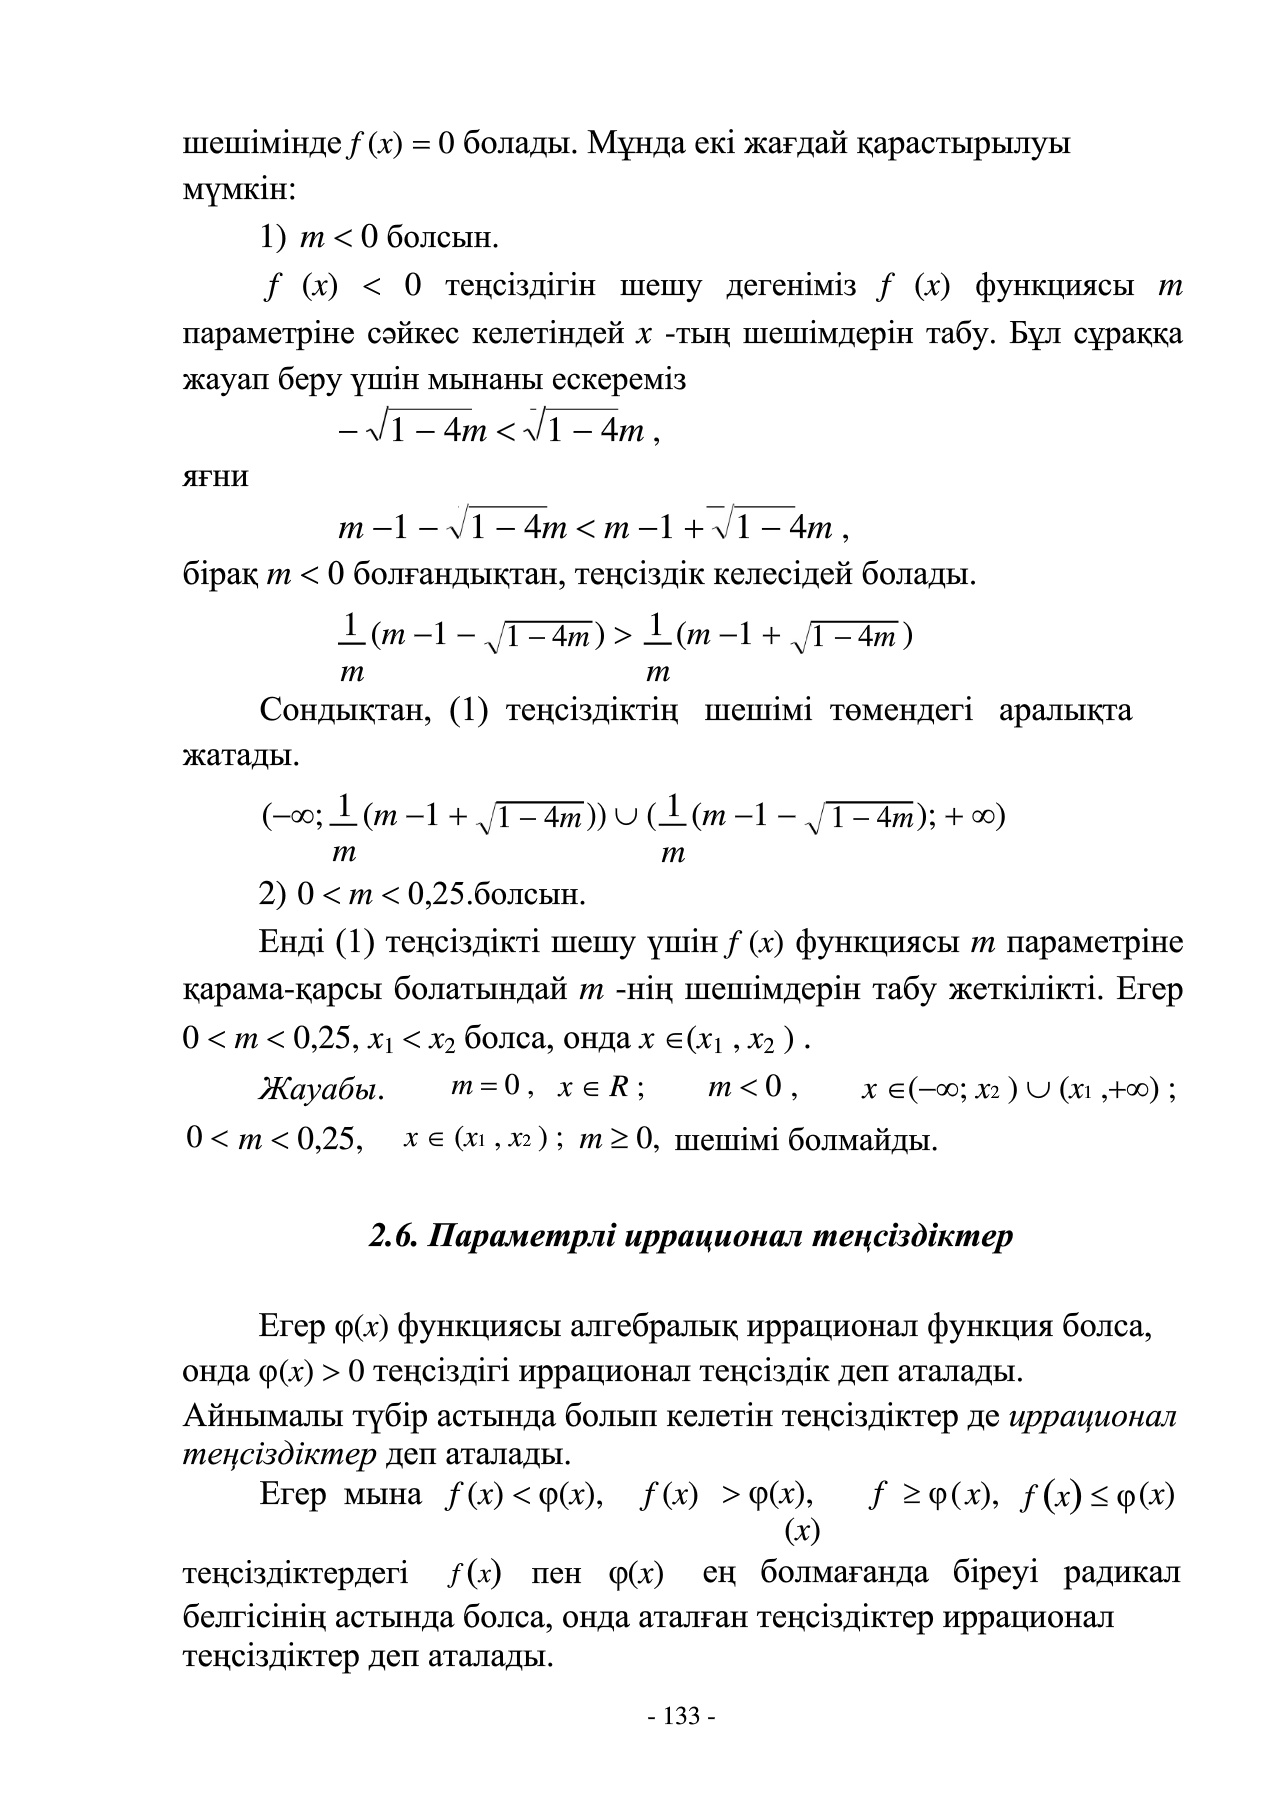 шешімінде f (x) = 0 болады. Мұнда екі жағдай қарастырылуы
мүмкін:
1) m < 0 болсын.
f (x) < 0 теңсіздігін шешу дегеніміз f (x) функциясы m
параметріне сәйкес келетіндей x -тың шешімдерін табу. Бұл сұраққа
жауап беру үшін мынаны ескереміз
− √1 − 4m < √1 − 4m ,
яғни
m −1 − √1 − 4m < m −1 + √1 − 4m ,
бірақ m < 0 болғандықтан, теңсіздік келесідей болады.
1/m (m −1 − √1 − 4m ) > 1/m (m −1 + √1 − 4m )
Сондықтан, (1) теңсіздіктің шешімі төмендегі аралықта
жатады.
(−∞; 1/m (m −1 + √1 − 4m )) ∪ ( 1/m (m −1 − √1 − 4m ); + ∞)
2) 0 < m < 0,25.болсын.
Енді (1) теңсіздікті шешу үшін f (x) функциясы m параметріне
қарама-қарсы болатындай m -нің шешімдерін табу жеткілікті. Егер
0 < m < 0,25, x₁ < x₂ болса, онда x ∈(x₁ , x₂ ) .
Жауабы. m = 0 , x ∈ R ; m < 0 , x ∈(−∞; x₂ ) ∪ (x₁ ,+∞) ;
0 < m < 0,25, x ∈ (x₁ , x₂ ) ; m ≥ 0, шешімі болмайды.
2.6. Параметрлі иррационал теңсіздіктер
Егер φ(x) функциясы алгебралық иррационал функция болса,
онда φ(x) > 0 теңсіздігі иррационал теңсіздік деп аталады.
Айнымалы түбір астында болып келетін теңсіздіктер де иррационал
теңсіздіктер деп аталады.
Егер мына f (x) < φ(x), f (x) > φ(x), f ≥ φ(x), f (x) ≤ φ(x)
(x)
теңсіздіктердегі f (x) пен φ(x) ең болмағанда біреуі радикал
белгісінің астында болса, онда аталған теңсіздіктер иррационал
теңсіздіктер деп аталады.
- 133 -